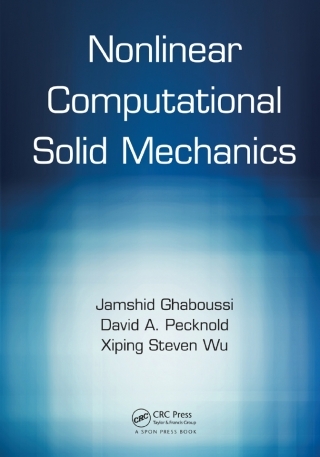 Nonlinear
Computational
Solid Mechanics
Jamshid Ghaboussi
David A. Pecknold
Xiping Steven Wu
CRC
CRC Press
Taylor & Francis Group
A SPON PRESS BOOK